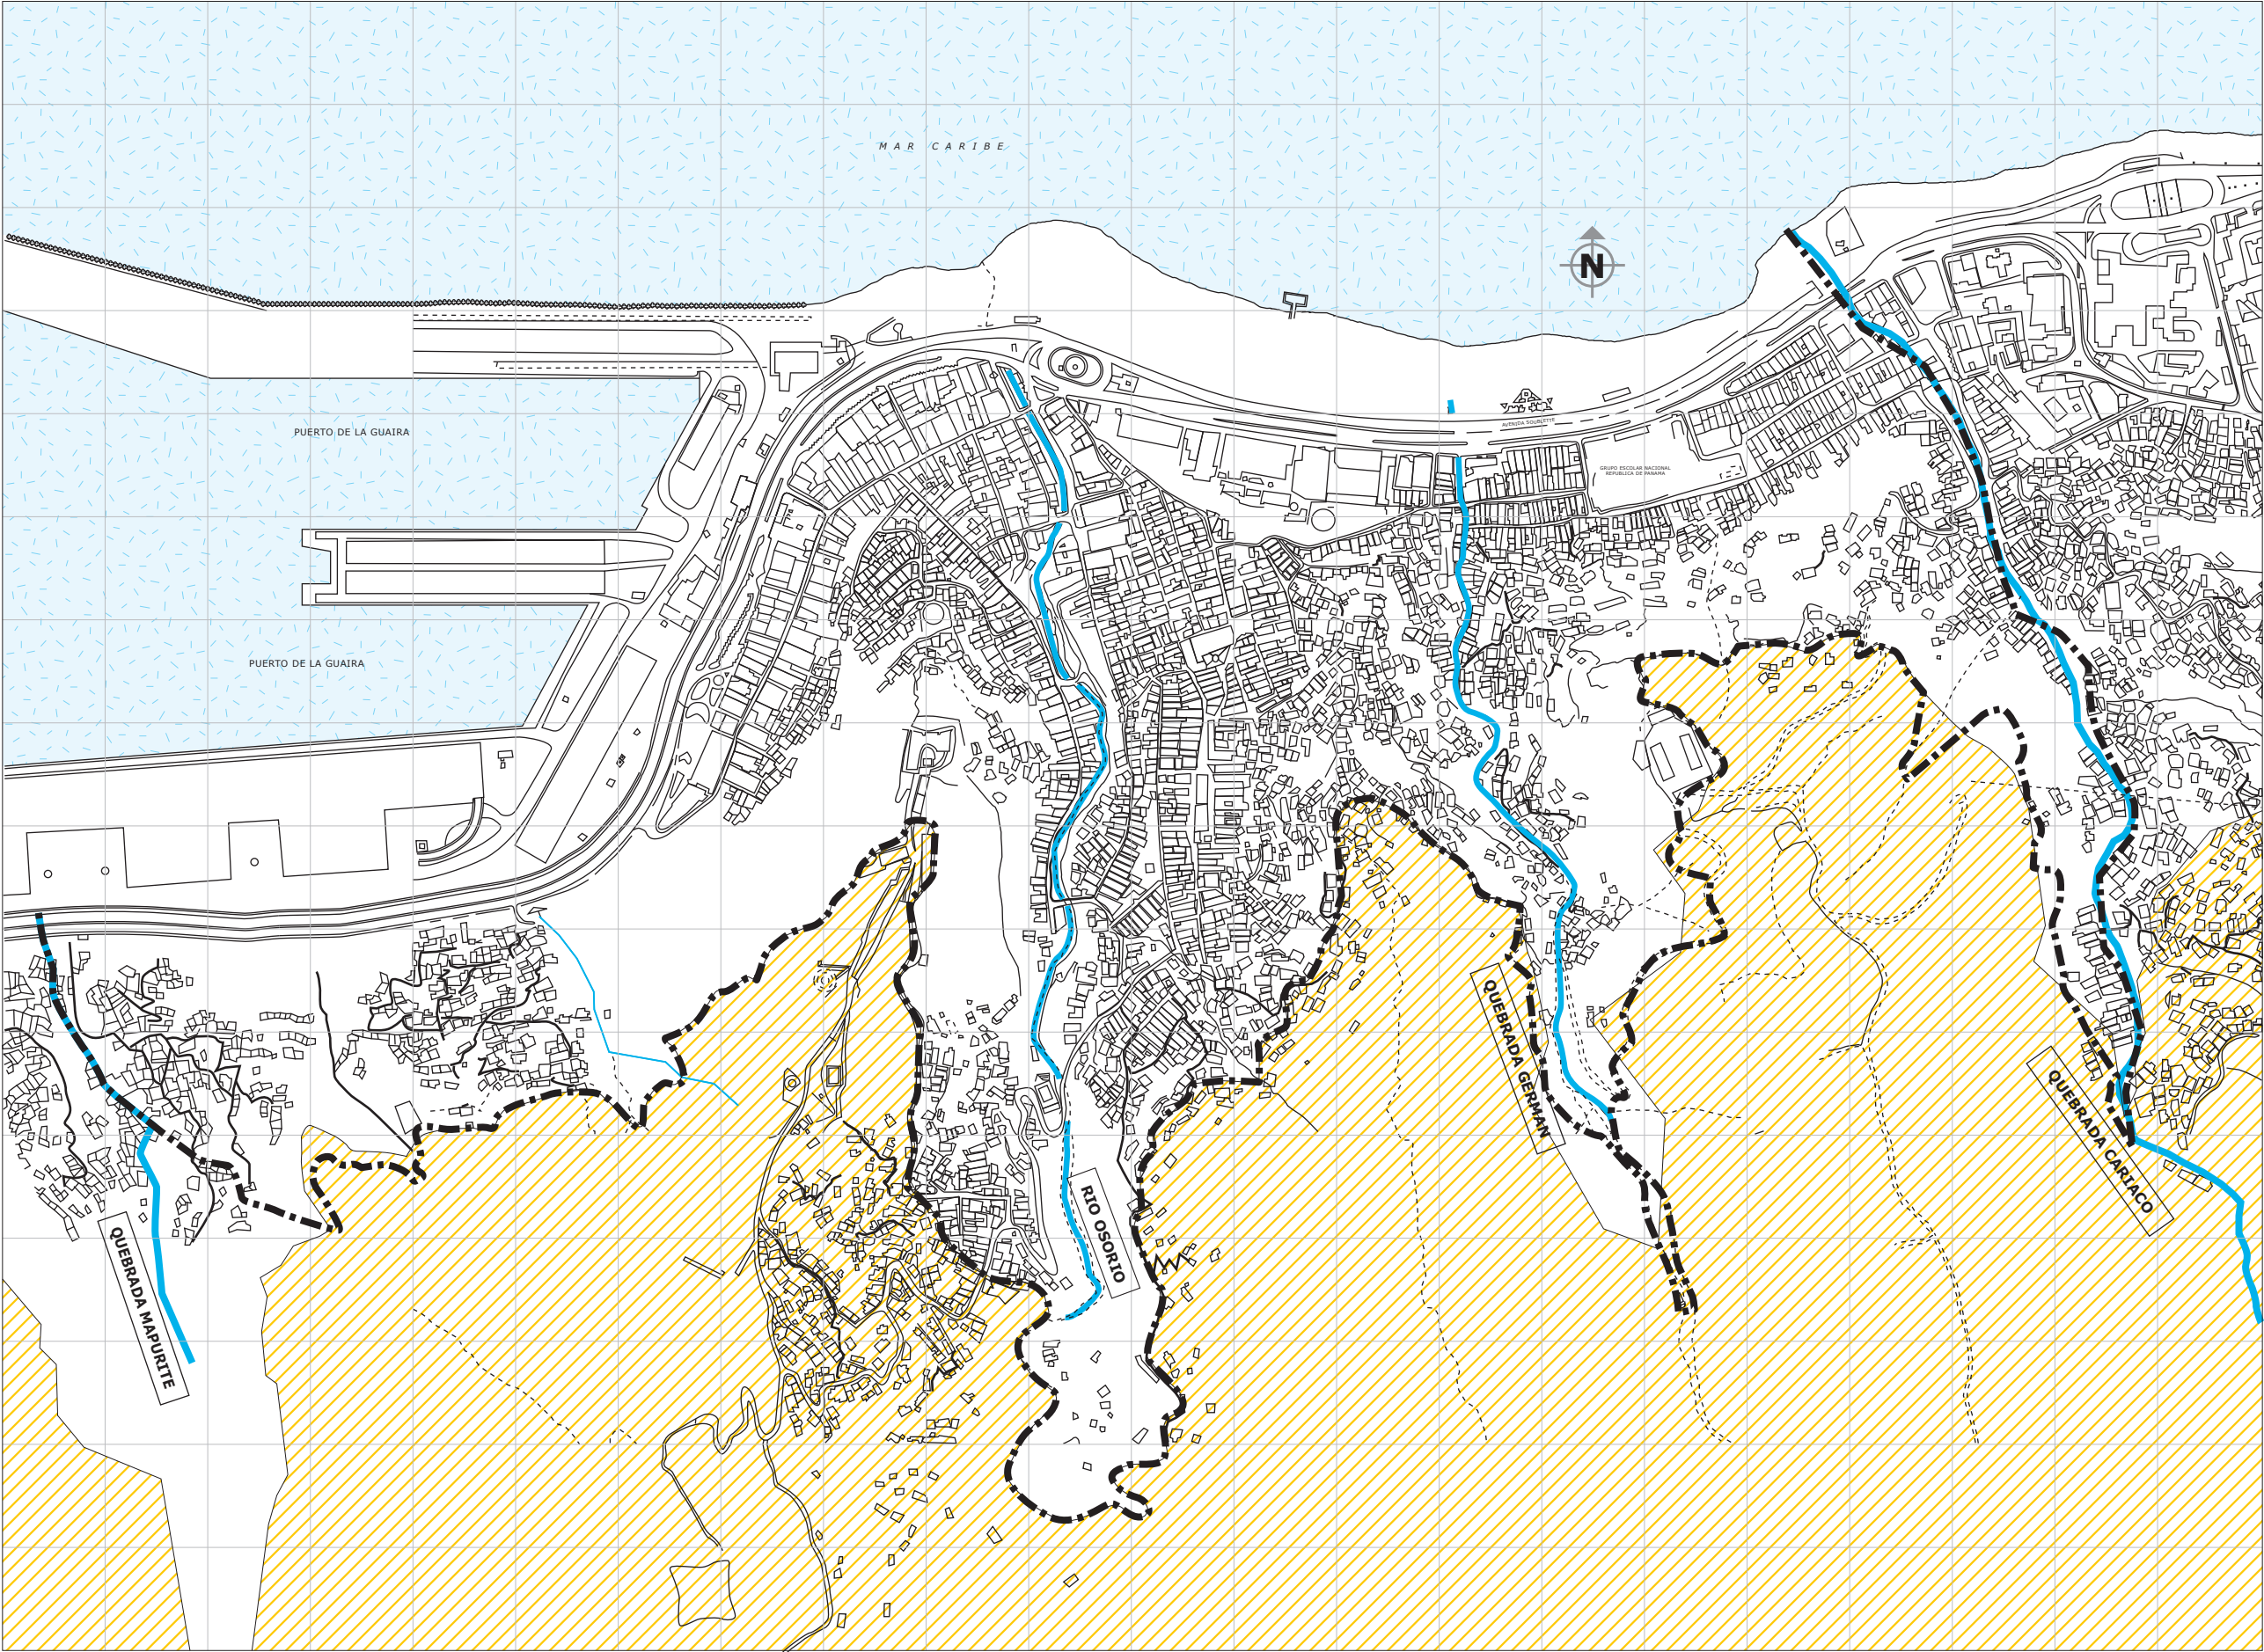 MAR CARIBE
N
PUERTO DE LA GUAIRA
AVENIDA SOUBLETTE
GRUPO ESCOLAR NACIONAL
REPUBLICA DE PANAMA
PUERTO DE LA GUAIRA
QUEBRADA GERMAN
QUEBRADA CARIACO
RIO OSORIO
QUEBRADA MAPURITE